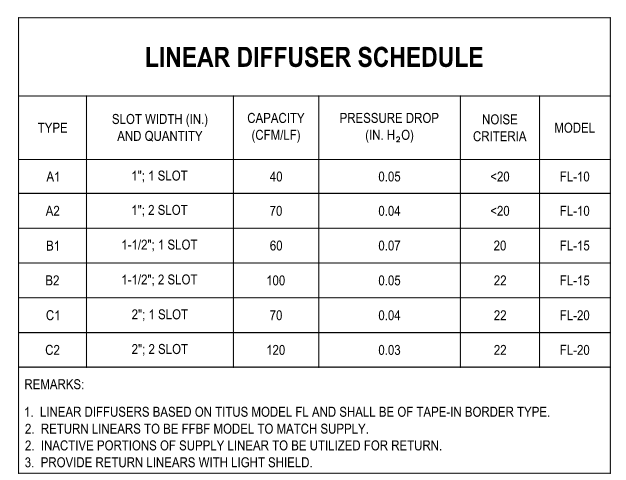 LINEAR DIFFUSER SCHEDULE
TYPE SLOT WIDTH (IN.) AND QUANTITY CAPACITY (CFM/LF) PRESSURE DROP (IN. H₂O) NOISE CRITERIA MODEL
A1 1"; 1 SLOT 40 0.05 <20 FL-10
A2 1"; 2 SLOT 70 0.04 <20 FL-10
B1 1-1/2"; 1 SLOT 60 0.07 20 FL-15
B2 1-1/2"; 2 SLOT 100 0.05 22 FL-15
C1 2"; 1 SLOT 70 0.04 22 FL-20
C2 2"; 2 SLOT 120 0.03 22 FL-20
REMARKS:
1. LINEAR DIFFUSERS BASED ON TITUS MODEL FL AND SHALL BE OF TAPE-IN BORDER TYPE.
2. RETURN LINEARS TO BE FFBF MODEL TO MATCH SUPPLY.
2. INACTIVE PORTIONS OF SUPPLY LINEAR TO BE UTILIZED FOR RETURN.
3. PROVIDE RETURN LINEARS WITH LIGHT SHIELD.